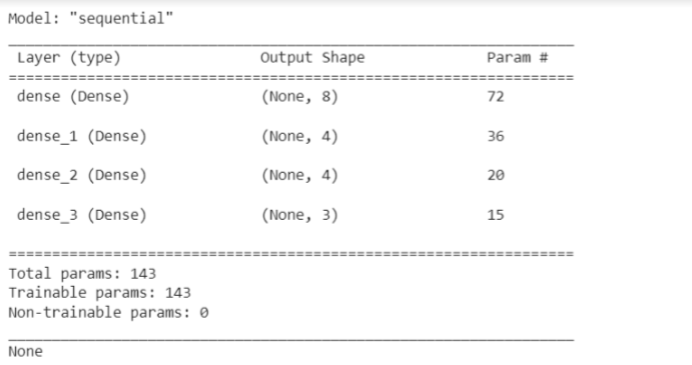 Model: "sequential"
Layer (type) Output Shape Param #
dense (Dense) (None, 8) 72
dense_1 (Dense) (None, 4) 36
dense_2 (Dense) (None, 4) 20
dense_3 (Dense) (None, 3) 15
Total params: 143
Trainable params: 143
Non-trainable params: 0
None